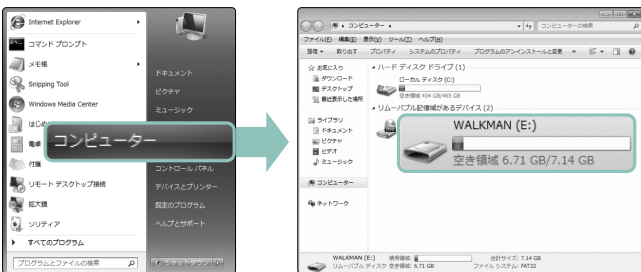 Internet Explorer
コマンド プロンプト
メモ帳
Snipping Tool
Windows Media Center
はじめ
電卓
付箋
リモート デスクトップ接続
拡大鏡
ソリティア
すべてのプログラム
プログラムとファイルの検索
ドキュメント
ピクチャ
ミュージック
コンピューター
コントロール パネル
デバイスとプリンター
既定のプログラム
ヘルプとサポート
シャットダウン
コンピューター
コンピューターの検索
ファイル(F) 編集(E) 表示(V) ツール(T) ヘルプ(H)
整理 取り出す プロパティ システムのプロパティ プログラムのアンインストールと変更 »
お気に入り
ダウンロード
デスクトップ
最近表示した場所
ライブラリ
ドキュメント
ピクチャ
ビデオ
ミュージック
コンピューター
ネットワーク
ハード ディスク ドライブ (1)
ローカル ディスク (C:)
空き領域 434 GB/465 GB
リムーバブル記憶域があるデバイス (2)
WALKMAN (E:)
空き領域 6.71 GB/7.14 GB
WALKMAN (E:) 使用領域: 合計サイズ: 7.14 GB
リムーバブル ディスク 空き領域: 6.71 GB ファイル システム: FAT32